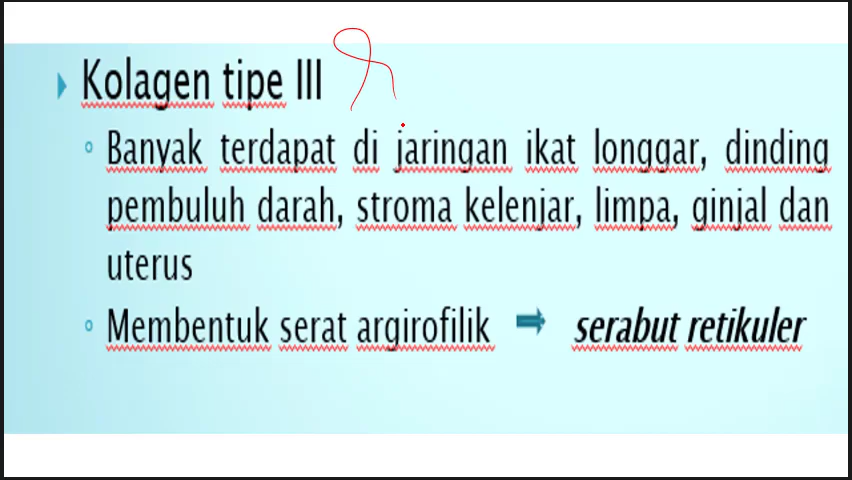 Kolagen tipe III
Banyak terdapat di jaringan ikat longgar, dinding
pembuluh darah, stroma kelenjar, limpa, ginjal dan
uterus
Membentuk serat argirofilik ➡ serabut retikuler